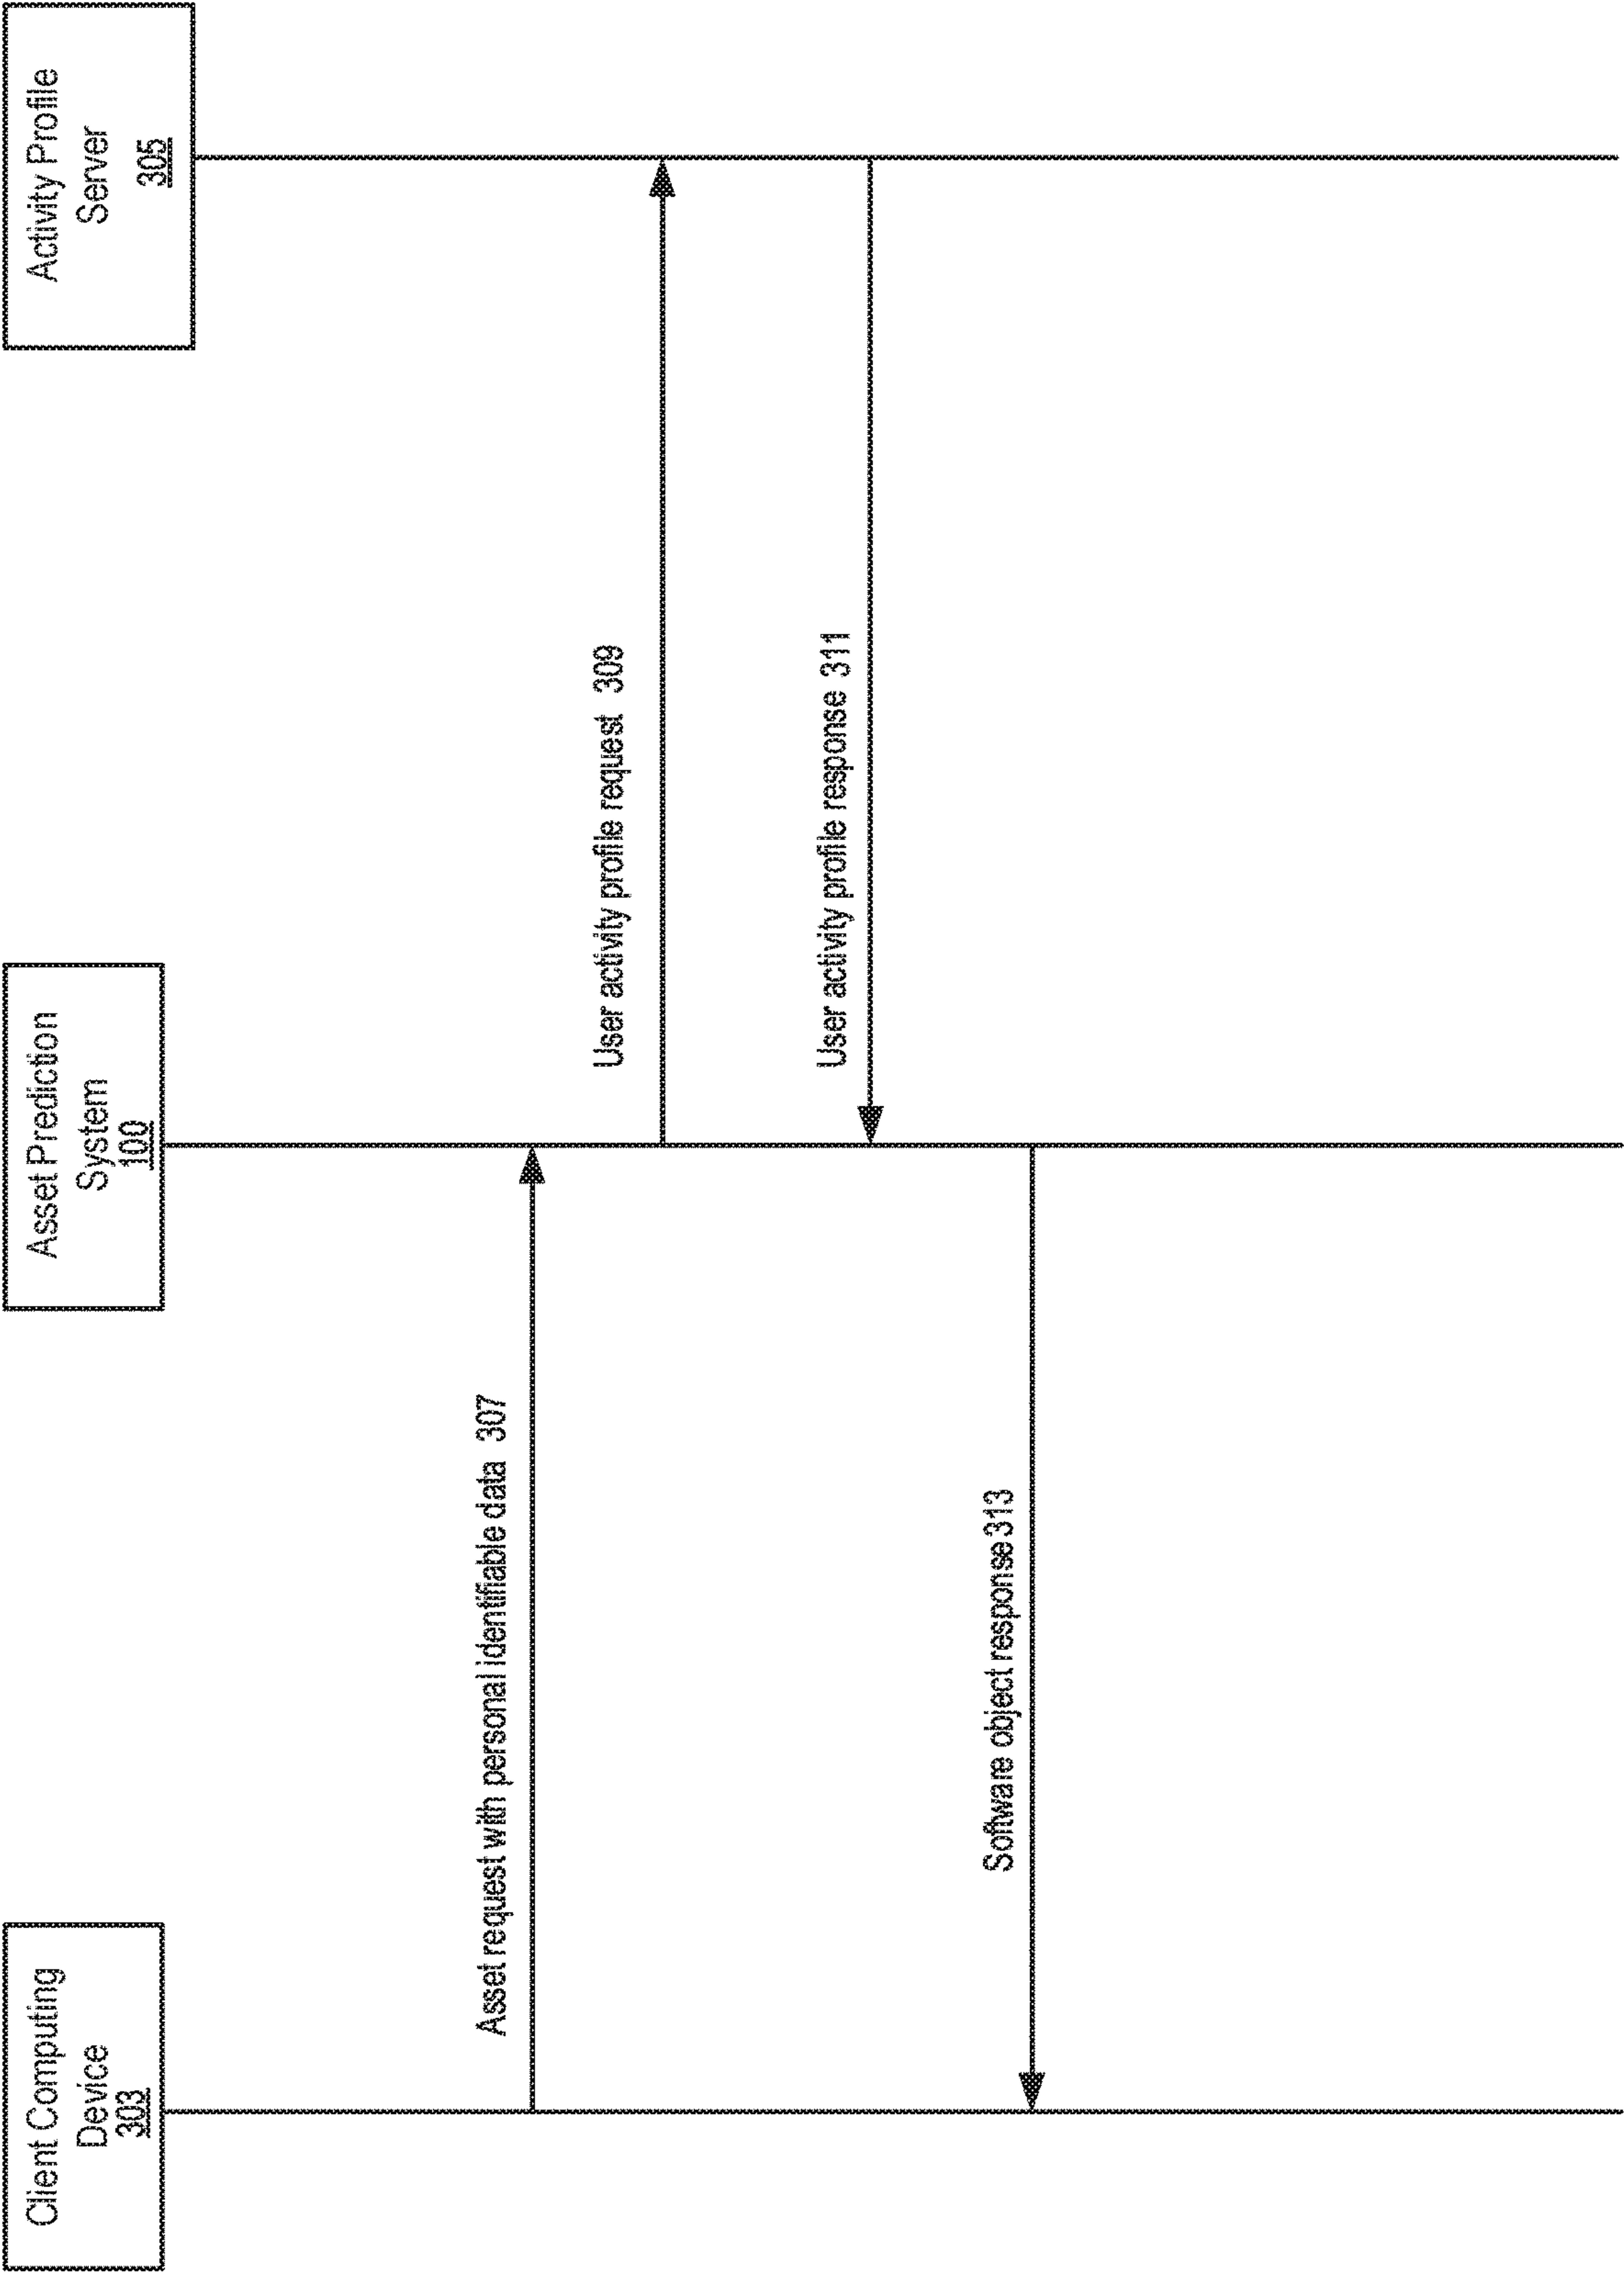 Client Computing
Device
303
Asset Prediction
System
100
Activity Profile
Server
305
Asset request with personal identifiable data 307
User activity profile request 309
User activity profile response 311
Software object response 313